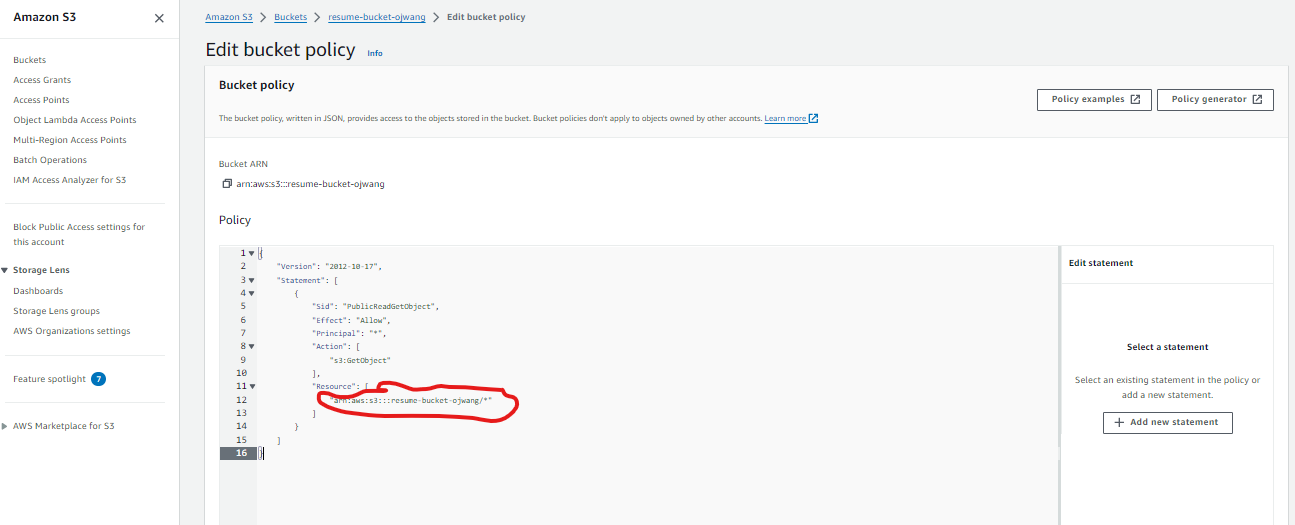 Amazon S3
Amazon S3 > Buckets > resume-bucket-ojwang > Edit bucket policy
Edit bucket policy Info
Buckets
Access Grants
Access Points
Object Lambda Access Points
Multi-Region Access Points
Batch Operations
IAM Access Analyzer for S3
Block Public Access settings for
this account
Storage Lens
Dashboards
Storage Lens groups
AWS Organizations settings
Feature spotlight 7
AWS Marketplace for S3
Bucket policy
Policy examples
Policy generator
The bucket policy, written in JSON, provides access to the objects stored in the bucket. Bucket policies don't apply to objects owned by other accounts. Learn more
Bucket ARN
arn:aws:s3:::resume-bucket-ojwang
Policy
1 {
2 "Version": "2012-10-17",
3 "Statement": [
4 {
5 "Sid": "PublicReadGetObject",
6 "Effect": "Allow",
7 "Principal": "*",
8 "Action": [
9 "s3:GetObject"
10 ],
11 "Resource": [
12 "arn:aws:s3:::resume-bucket-ojwang/*"
13 ]
14 }
15 ]
16 }
Edit statement
Select a statement
Select an existing statement in the policy or
add a new statement.
+ Add new statement